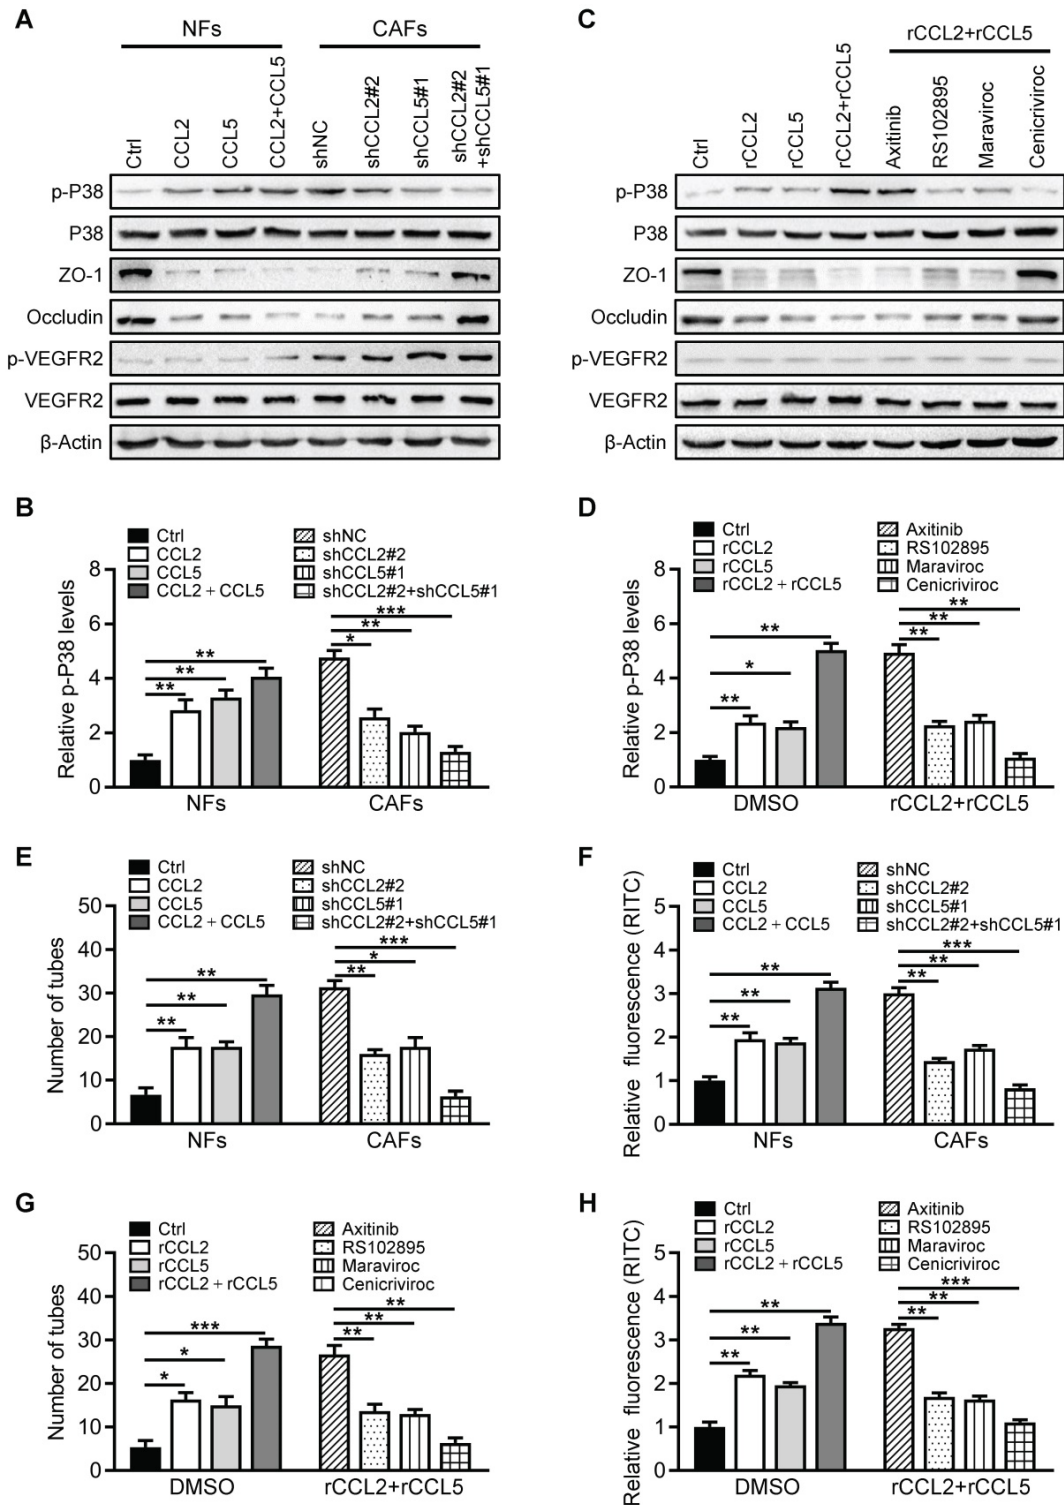 A
NFs
CAFs
Ctrl
CCL2
CCL5
CCL2+CCL5
shNC
shCCL2#2
shCCL5#1
shCCL2#2
+shCCL5#1
p-P38
P38
ZO-1
Occludin
p-VEGFR2
VEGFR2
β-Actin
C
rCCL2+rCCL5
Ctrl
rCCL2
rCCL5
rCCL2+rCCL5
Axitinib
RS102895
Maraviroc
Cenicriviroc
p-P38
P38
ZO-1
Occludin
p-VEGFR2
VEGFR2
β-Actin
B
Ctrl
CCL2
CCL5
CCL2 + CCL5
shNC
shCCL2#2
shCCL5#1
shCCL2#2+shCCL5#1
Relative p-P38 levels
8
6
4
2
0
**
**
**
***
**
*
NFs
CAFs
D
Ctrl
rCCL2
rCCL5
rCCL2 + rCCL5
Axitinib
RS102895
Maraviroc
Cenicriviroc
Relative p-P38 levels
8
6
4
2
0
**
*
**
**
**
**
DMSO
rCCL2+rCCL5
E
Ctrl
CCL2
CCL5
CCL2 + CCL5
shNC
shCCL2#2
shCCL5#1
shCCL2#2+shCCL5#1
Number of tubes
50
40
30
20
10
0
**
**
**
***
*
**
NFs
CAFs
F
Ctrl
CCL2
CCL5
CCL2 + CCL5
shNC
shCCL2#2
shCCL5#1
shCCL2#2+shCCL5#1
Relative fluorescence (RITC)
5
4
3
2
1
0
**
**
**
***
**
**
NFs
CAFs
G
Ctrl
rCCL2
rCCL5
rCCL2 + rCCL5
Axitinib
RS102895
Maraviroc
Cenicriviroc
Number of tubes
50
40
30
20
10
0
***
*
*
**
**
**
DMSO
rCCL2+rCCL5
H
Ctrl
rCCL2
rCCL5
rCCL2 + rCCL5
Axitinib
RS102895
Maraviroc
Cenicriviroc
Relative fluorescence (RITC)
5
4
3
2
1
0
**
**
**
***
**
**
DMSO
rCCL2+rCCL5